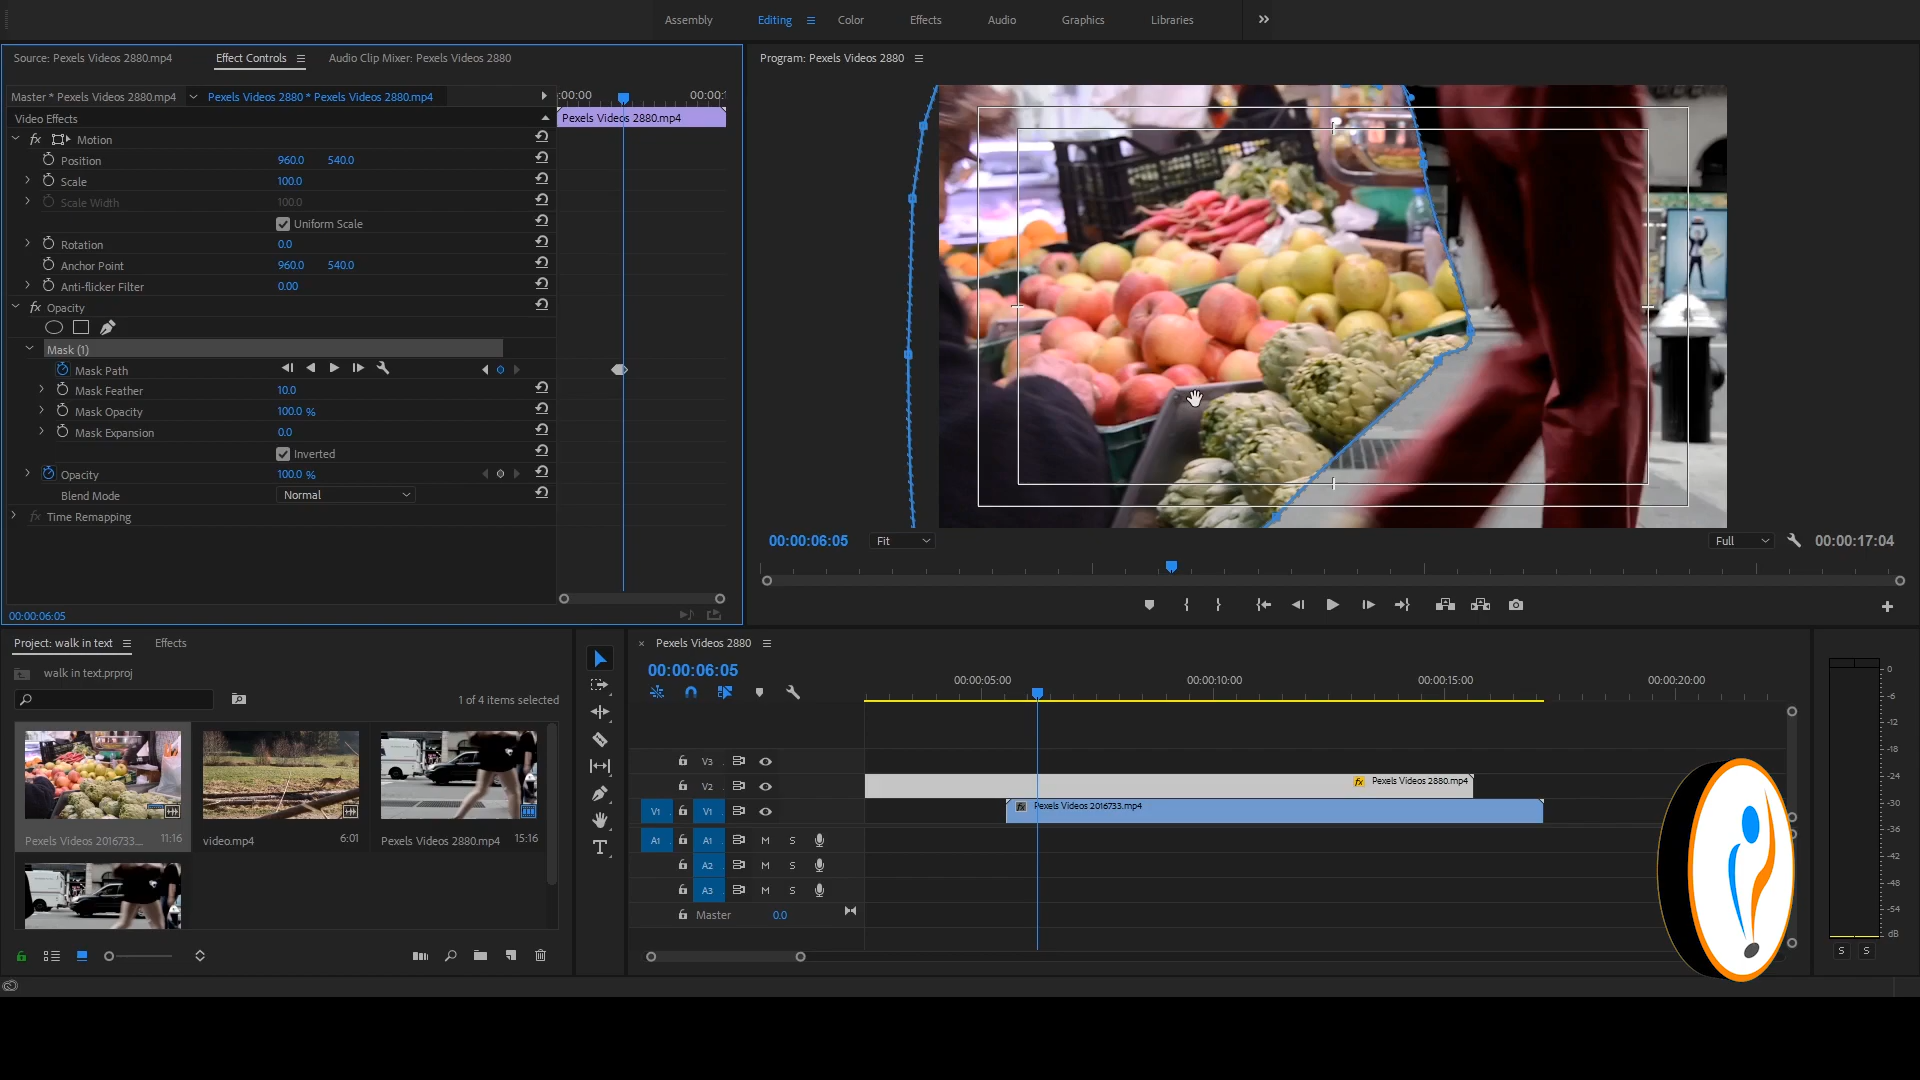 Assembly
Editing
Color
Effects
Audio
Graphics
Libraries
Source: Pexels Videos 2880.mp4
Effect Controls
Audio Clip Mixer: Pexels Videos 2880
Program: Pexels Videos 2880
Master * Pexels Videos 2880.mp4
Pexels Videos 2880 * Pexels Videos 2880.mp4
:00:00
00:00:
Video Effects
Pexels Videos 2880.mp4
fx Motion
Position 960.0 540.0
Scale 100.0
Scale Width 100.0
Uniform Scale
Rotation 0.0
Anchor Point 960.0 540.0
Anti-flicker Filter 0.00
fx Opacity
Mask (1)
Mask Path
Mask Feather 10.0
Mask Opacity 100.0 %
Mask Expansion 0.0
Inverted
Opacity 100.0 %
Blend Mode Normal
fx Time Remapping
00:00:06:05
00:00:06:05
Fit
Full
00:00:17:04
Project: walk in text
Effects
walk in text.prproj
1 of 4 items selected
Pexels Videos 2016733... 11:16
video.mp4 6:01
Pexels Videos 2880.mp4 15:16
Pexels Videos 2880
00:00:06:05
00:00:05:00
00:00:10:00
00:00:15:00
00:00:20:00
V3
V2
fx Pexels Videos 2880.mp4
V1 V1
fx Pexels Videos 2016733.mp4
A1 A1 M S
A2 M S
A3 M S
Master 0.0
T
0
-6
-12
-18
-24
-30
-36
-42
-48
-54
dB
S S